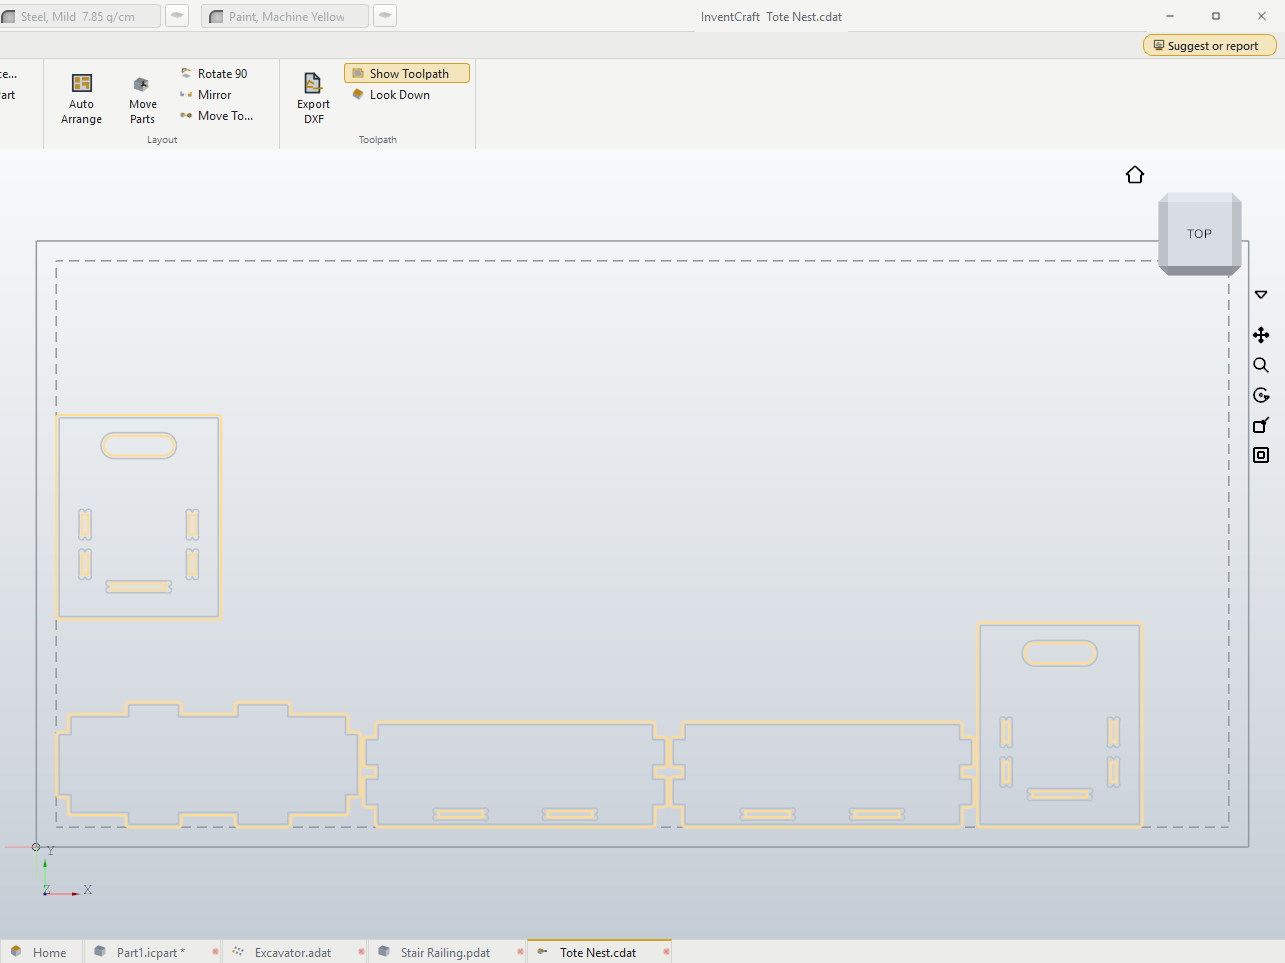 Steel, Mild 7.85 g/cm
Paint, Machine Yellow
InventCraft Tote Nest.cdat
Suggest or report
Auto
Arrange
Move
Parts
Rotate 90
Mirror
Move To...
Layout
Export
DXF
Show Toolpath
Look Down
Toolpath
TOP
Y
Z
X
Home
Part1.icpart *
Excavator.adat
Stair Railing.pdat
Tote Nest.cdat